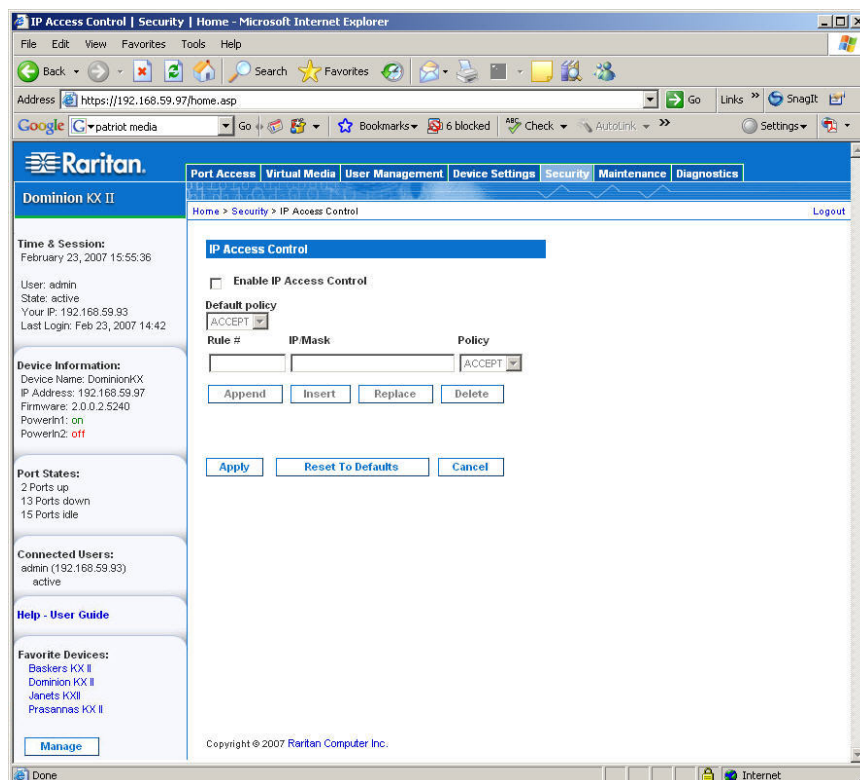 IP Access Control | Security | Home - Microsoft Internet Explorer
File Edit View Favorites Tools Help
Back Search Favorites
Address https://192.168.59.97/home.asp Go Links » SnagIt
Google patriot media Go Bookmarks 6 blocked ABC Check AutoLink » Settings
Raritan.
Port Access Virtual Media User Management Device Settings Security Maintenance Diagnostics
Dominion KX II
Home > Security > IP Access Control Logout
Time & Session:
February 23, 2007 15:55:36
User: admin
State: active
Your IP: 192.168.59.93
Last Login: Feb 23, 2007 14:42
Device Information:
Device Name: DominionKX
IP Address: 192.168.59.97
Firmware: 2.0.0.2.5240
PowerIn1: on
PowerIn2: off
Port States:
2 Ports up
13 Ports down
15 Ports idle
Connected Users:
admin (192.168.59.93)
active
Help - User Guide
Favorite Devices:
Baskers KX II
Dominion KX II
Janets KXII
Prasannas KX II
Manage
IP Access Control
Enable IP Access Control
Default policy
ACCEPT
Rule # IP/Mask Policy
ACCEPT
Append Insert Replace Delete
Apply Reset To Defaults Cancel
Copyright © 2007 Raritan Computer Inc.
Done Internet